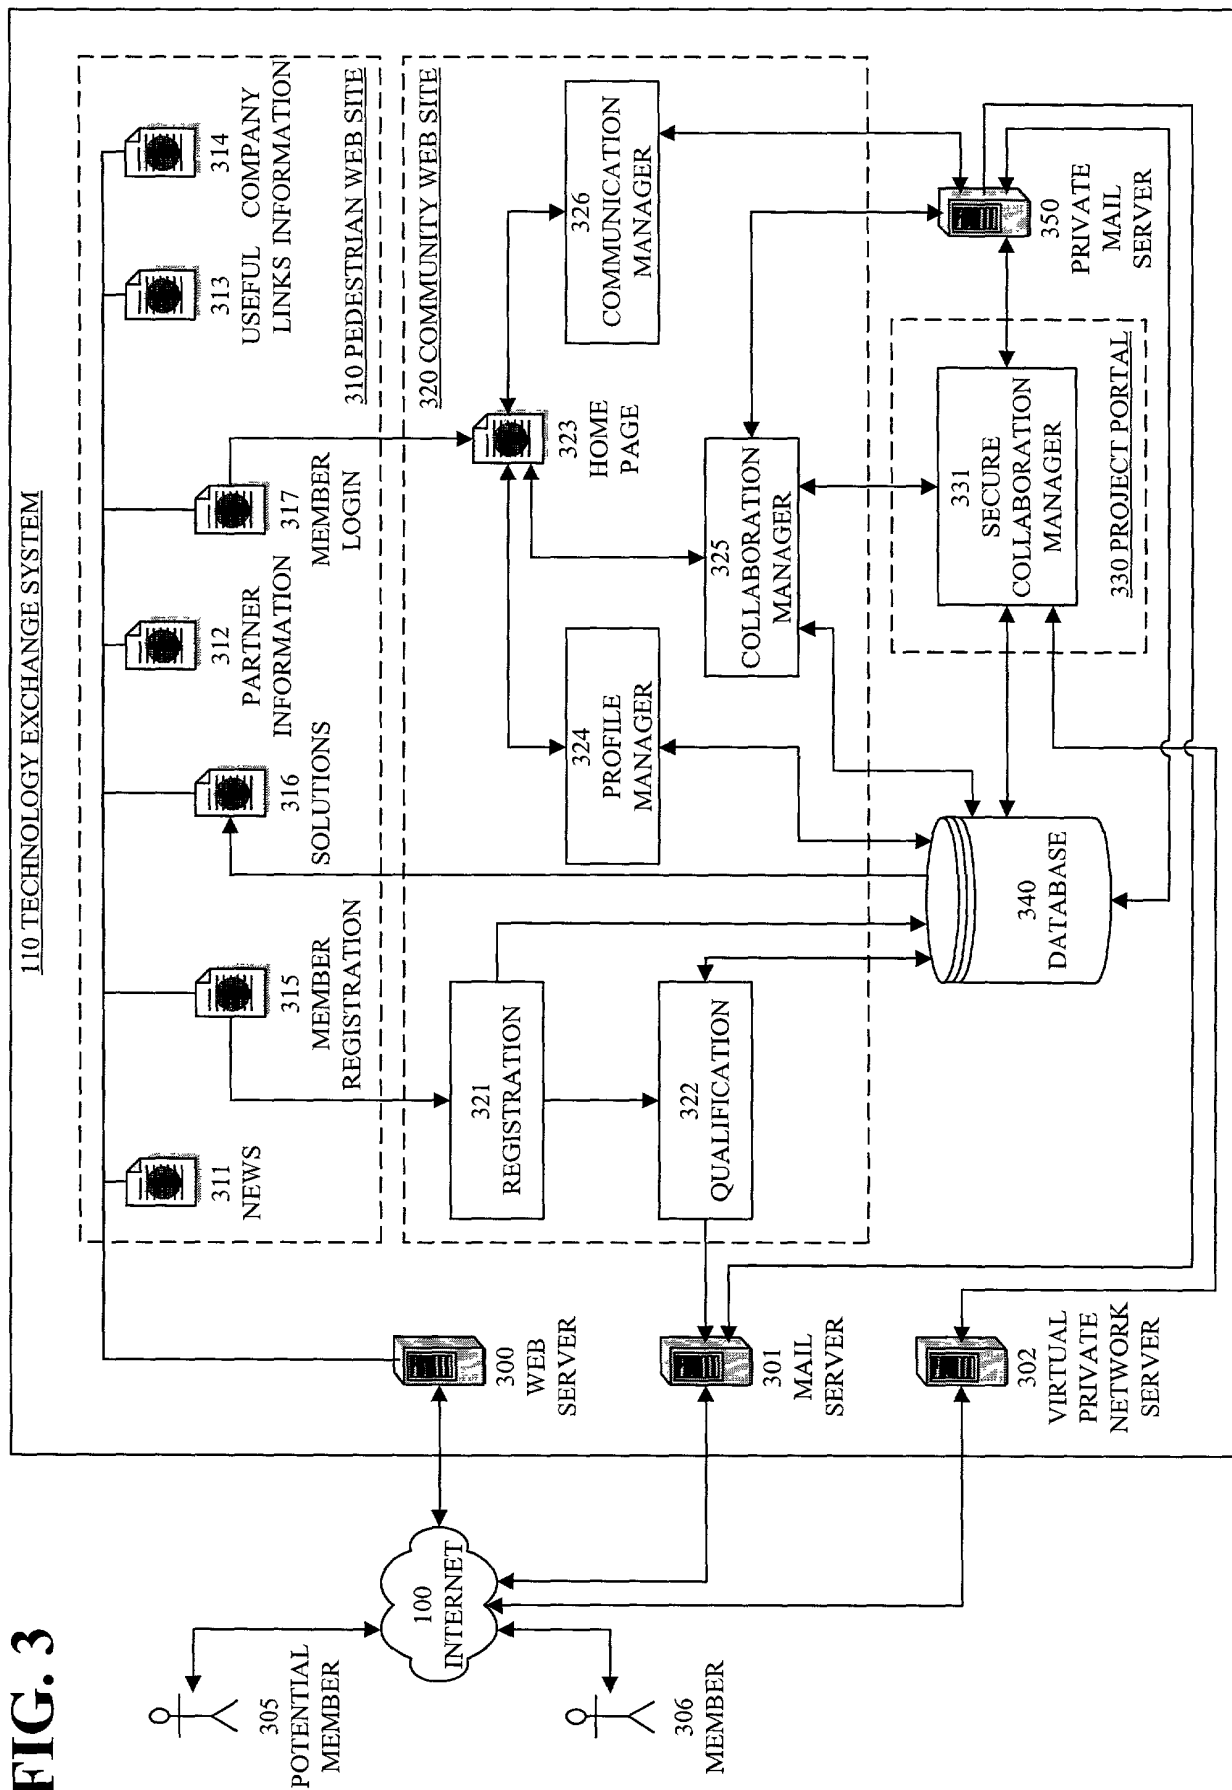 FIG. 3
110 TECHNOLOGY EXCHANGE SYSTEM
305
POTENTIAL
MEMBER
306
MEMBER
100
INTERNET
300
WEB
SERVER
301
MAIL
SERVER
302
VIRTUAL
PRIVATE
NETWORK
SERVER
311
NEWS
315
MEMBER
REGISTRATION
316
SOLUTIONS
312
PARTNER
INFORMATION
317
MEMBER
LOGIN
313
USEFUL
LINKS
314
COMPANY
INFORMATION
310 PEDESTRIAN WEB SITE
320 COMMUNITY WEB SITE
321
REGISTRATION
322
QUALIFICATION
323
HOME
PAGE
324
PROFILE
MANAGER
325
COLLABORATION
MANAGER
326
COMMUNICATION
MANAGER
340
DATABASE
331
SECURE
COLLABORATION
MANAGER
330 PROJECT PORTAL
350
PRIVATE
MAIL
SERVER